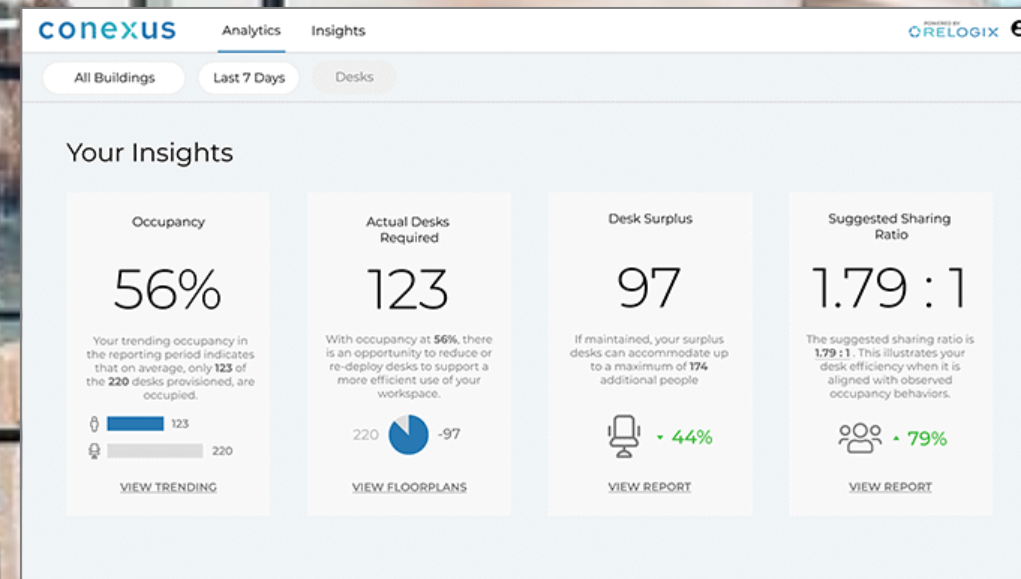 conexus
Analytics
Insights
POWERED BY
RELOGIX
All Buildings
Last 7 Days
Desks
Your Insights
Occupancy
56%
Your trending occupancy in
the reporting period indicates
that on average, only 123 of
the 220 desks provisioned, are
occupied.
123
220
VIEW TRENDING
Actual Desks
Required
123
With occupancy at 56%, there
is an opportunity to reduce or
re-deploy desks to support a
more efficient use of your
workspace.
220
-97
VIEW FLOORPLANS
Desk Surplus
97
If maintained, your surplus
desks can accommodate up
to a maximum of 174
additional people
44%
VIEW REPORT
Suggested Sharing
Ratio
1.79 : 1
The suggested sharing ratio is
1.79 : 1 . This illustrates your
desk efficiency when it is
aligned with observed
occupancy behaviors.
79%
VIEW REPORT